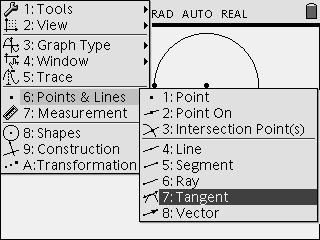 RAD AUTO REAL
1:Tools
2:View
3:Graph Type
4:Window
5:Trace
6:Points & Lines
7:Measurement
8:Shapes
9:Construction
A:Transformation
1:Point
2:Point On
3:Intersection Point(s)
4:Line
5:Segment
6:Ray
7:Tangent
8:Vector